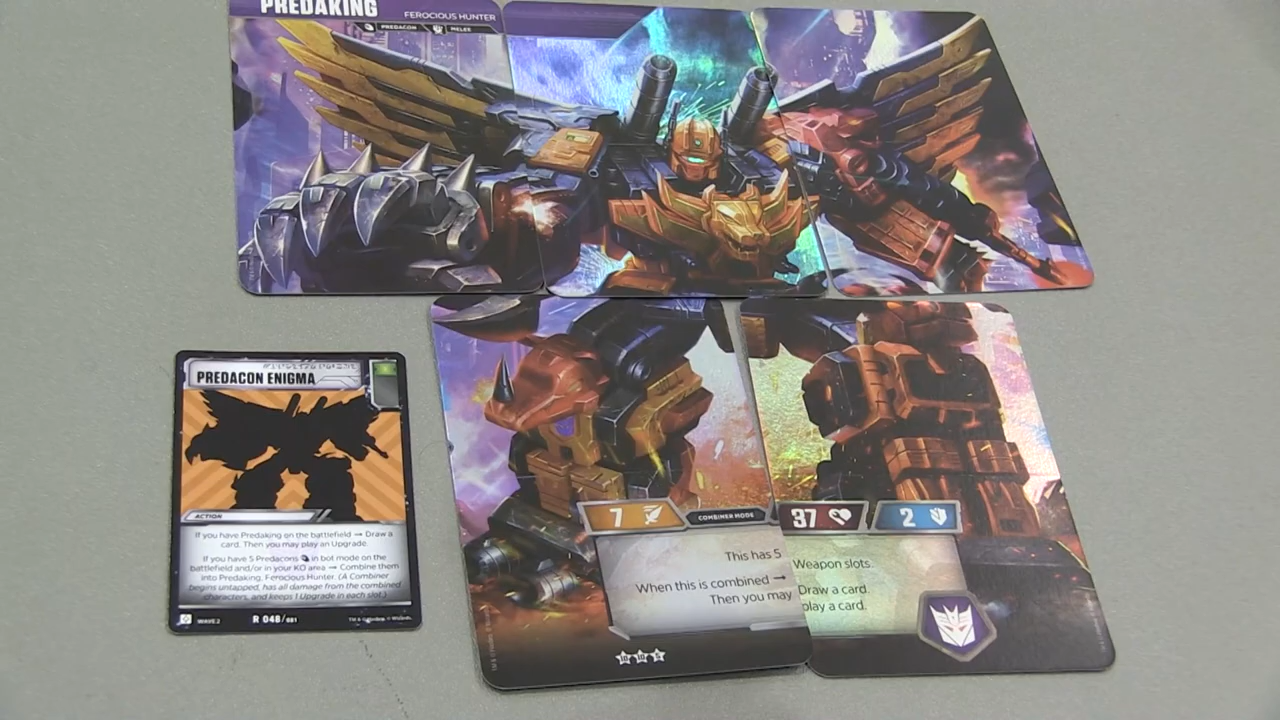 PREDAKING
FEROCIOUS HUNTER
PREDACON
MELEE
PREDACON ENIGMA
ACTION
If you have Predaking on the battlefield → Draw a
card. Then you may play an Upgrade.
If you have 5 Predacons in bot mode on the
battlefield and/or in your KO area → Combine them
into Predaking, Ferocious Hunter. (A Combiner
begins untapped, has all damage from the combined
characters, and keeps 1 Upgrade in each slot.)
WAVE 2
R 048/081
7
COMBINER MODE
37
2
This has 5 Weapon slots.
When this is combined → Draw a card.
Then you may play a card.
10 10 5